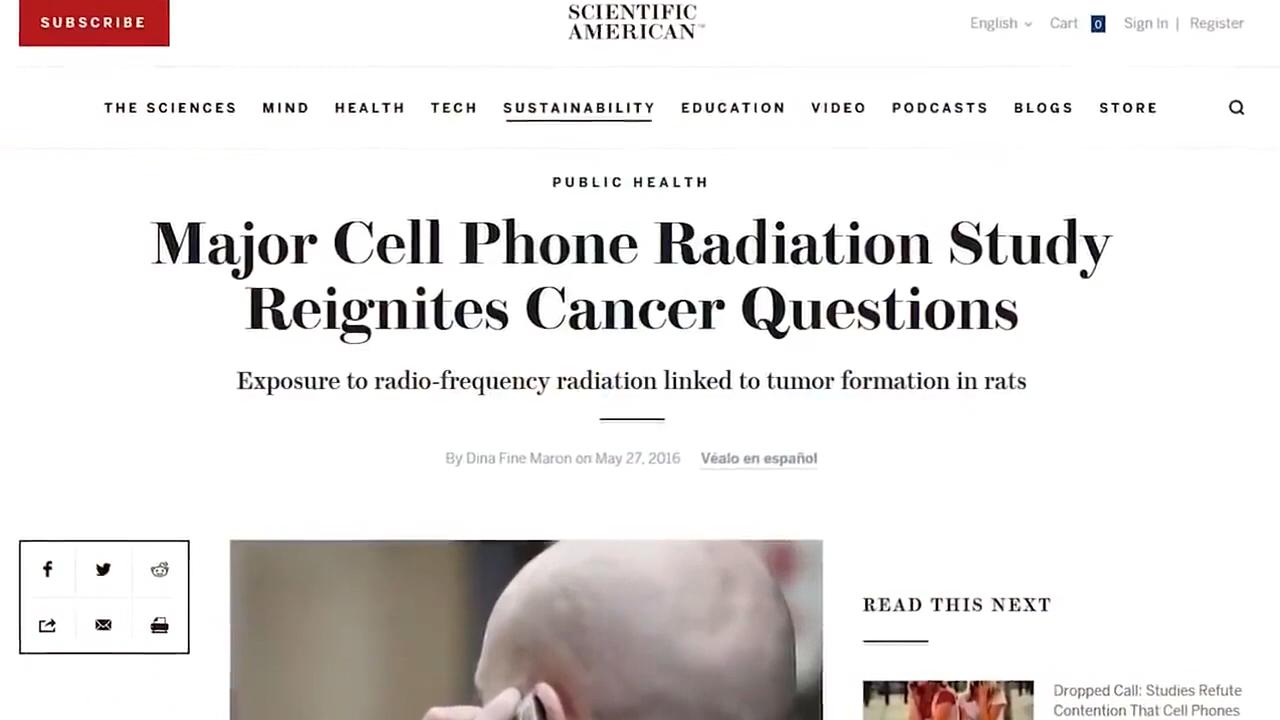 SUBSCRIBE
SCIENTIFIC
AMERICAN™
English
Cart 0
Sign In | Register
THE SCIENCES MIND HEALTH TECH SUSTAINABILITY EDUCATION VIDEO PODCASTS BLOGS STORE
PUBLIC HEALTH
Major Cell Phone Radiation Study
Reignites Cancer Questions
Exposure to radio-frequency radiation linked to tumor formation in rats
By Dina Fine Maron on May 27, 2016 Véalo en español
READ THIS NEXT
Dropped Call: Studies Refute
Contention That Cell Phones